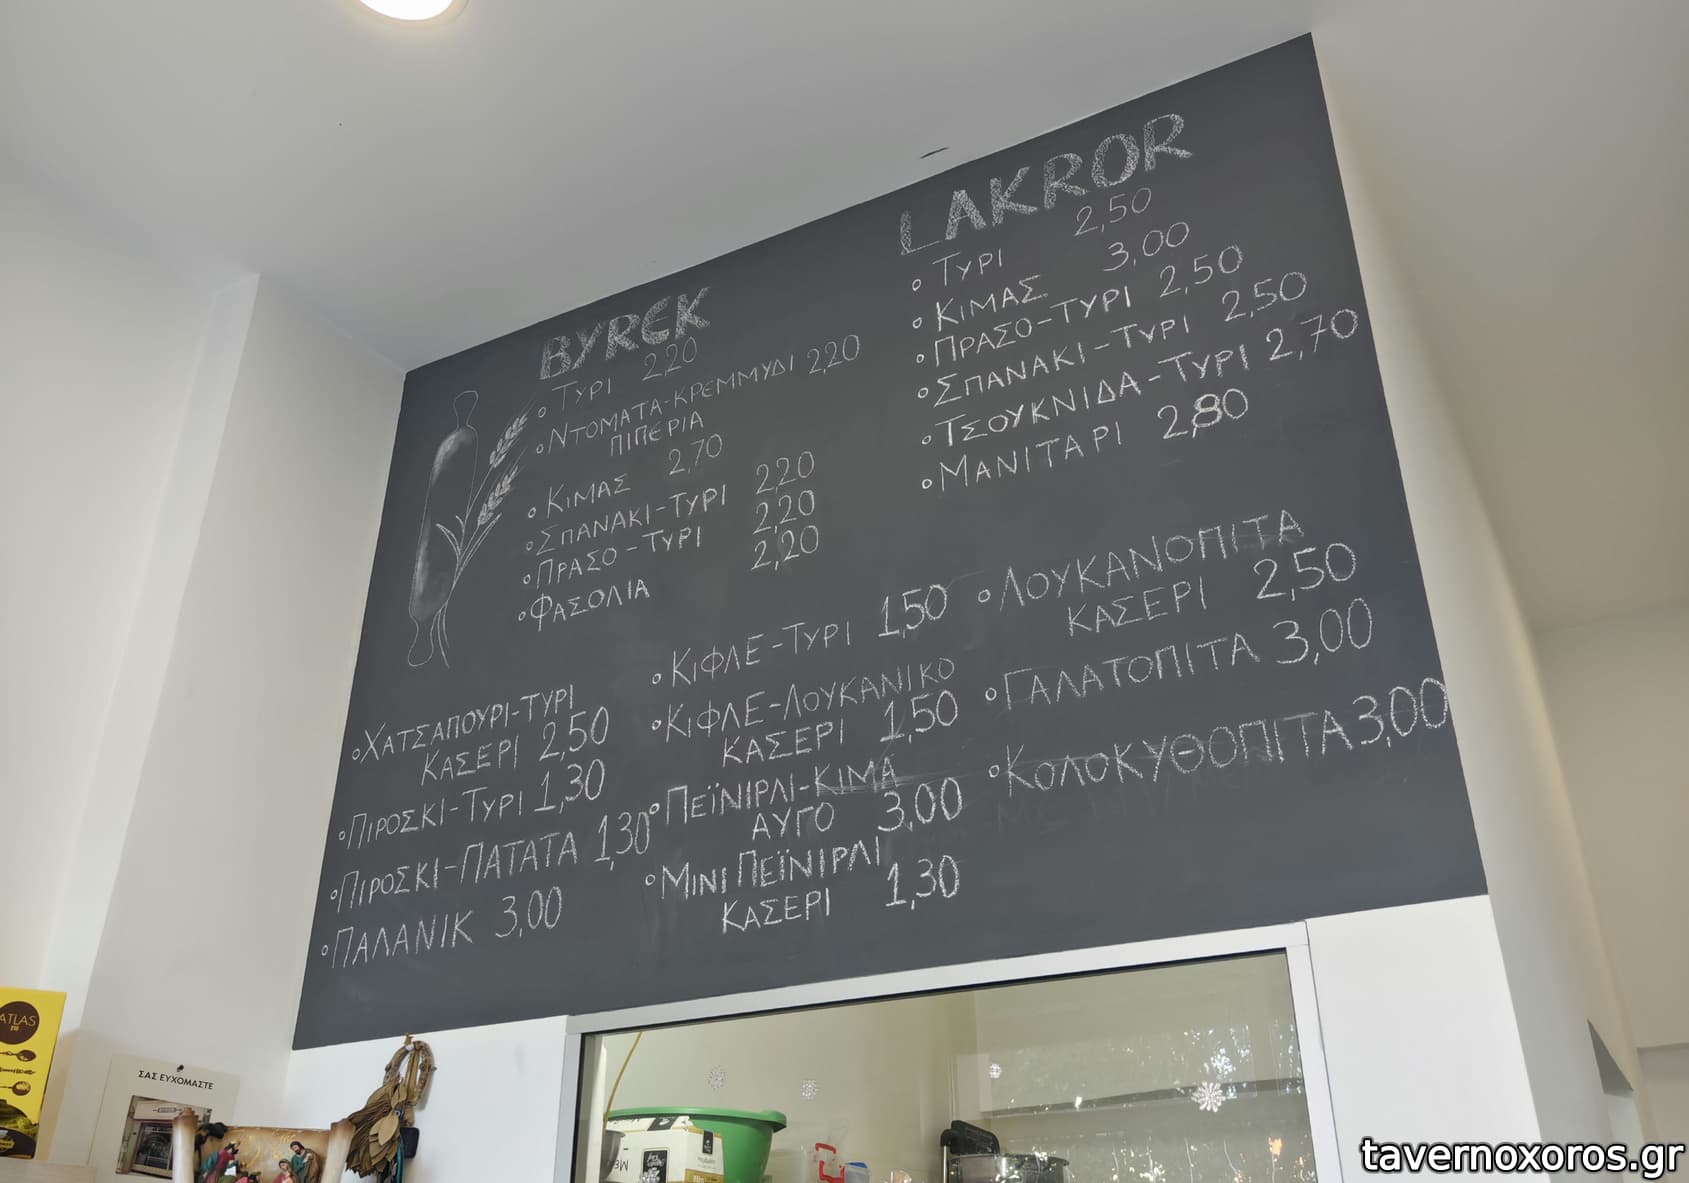 BYREK
ΤΥΡΙ 2,20
ΝΤΟΜΑΤΑ-ΚΡΕΜΜΥΔΙ 2,20
ΠΙΠΕΡΙΑ
ΚΙΜΑΣ 2,70
ΣΠΑΝΑΚΙ-ΤΥΡΙ 2,20
ΠΡΑΣΟ-ΤΥΡΙ 2,20
ΦΑΣΟΛΙΑ 2,20
LAKROR
ΤΥΡΙ 2,50
ΚΙΜΑΣ 3,00
ΠΡΑΣΟ-ΤΥΡΙ 2,50
ΣΠΑΝΑΚΙ-ΤΥΡΙ 2,50
ΤΣΟΥΚΝΙΔΑ-ΤΥΡΙ 2,70
ΜΑΝΙΤΑΡΙ 2,80
ΧΑΤΣΑΠΟΥΡΙ-ΤΥΡΙ
ΚΑΣΕΡΙ 2,50
ΠΙΡΟΣΚΙ-ΤΥΡΙ 1,30
ΠΙΡΟΣΚΙ-ΠΑΤΑΤΑ 1,30
ΠΑΛΑΝΙΚ 3,00
ΚΙΦΛΕ-ΤΥΡΙ 1,50
ΚΙΦΛΕ-ΛΟΥΚΑΝΙΚΟ
ΚΑΣΕΡΙ 1,50
ΠΕΪΝΙΡΛΙ-ΚΙΜΑ
ΑΥΓΟ 3,00
ΜΙΝΙ ΠΕΪΝΙΡΛΙ
ΚΑΣΕΡΙ 1,30
ΛΟΥΚΑΝΟΠΙΤΑ
ΚΑΣΕΡΙ 2,50
ΓΑΛΑΤΟΠΙΤΑ 3,00
ΚΟΛΟΚΥΘΟΠΙΤΑ 3,00
ATLAS
ΣΑΣ ΕΥΧΟΜΑΣΤΕ
tavernoxoros.gr